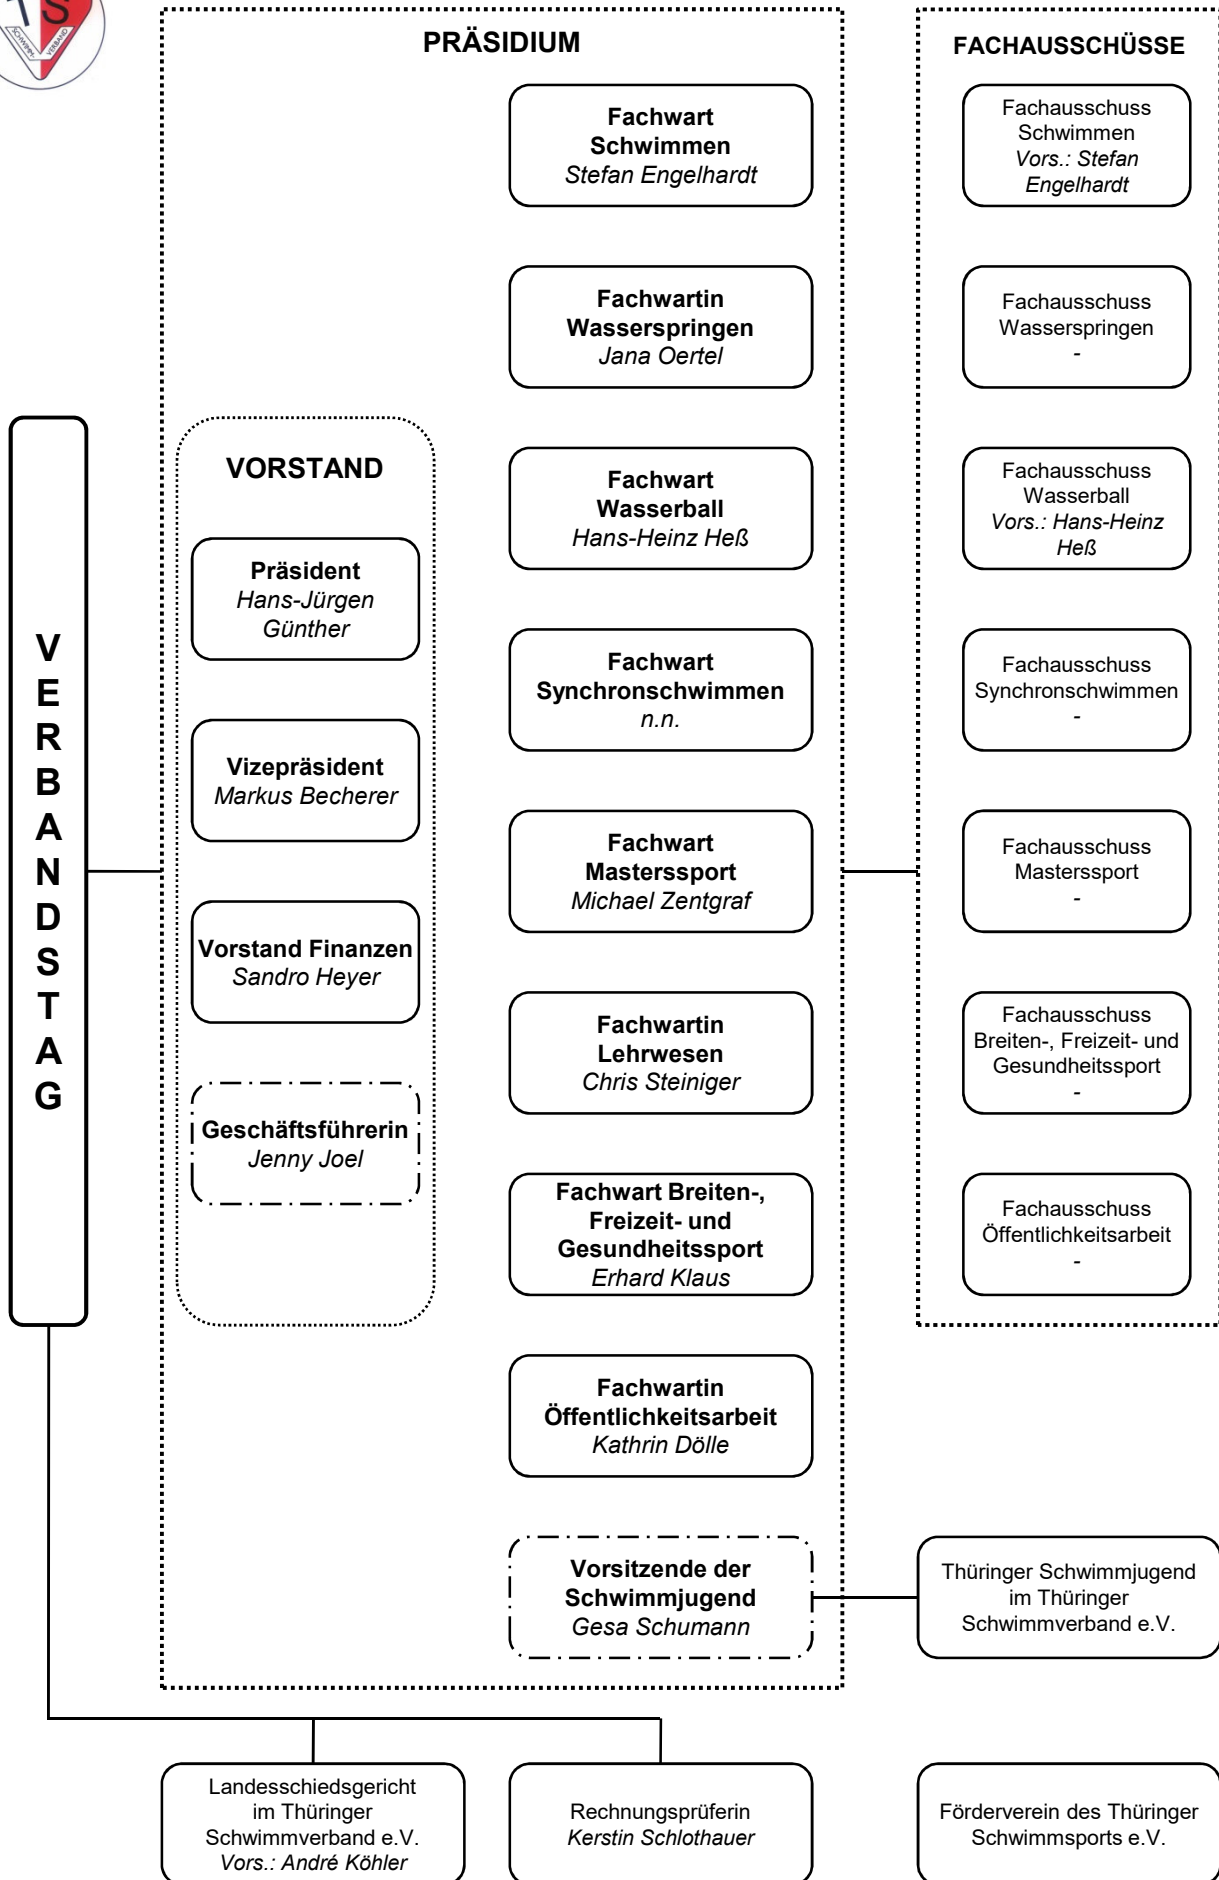 TS
SCHWIMM-
VERBAND
PRÄSIDIUM
Fachwart
Schwimmen
Stefan Engelhardt
Fachwartin
Wasserspringen
Jana Oertel
Fachwart
Wasserball
Hans-Heinz Heß
Fachwart
Synchronschwimmen
n.n.
Fachwart
Masterssport
Michael Zentgraf
Fachwartin
Lehrwesen
Chris Steiniger
Fachwart Breiten-,
Freizeit- und
Gesundheitssport
Erhard Klaus
Fachwartin
Öffentlichkeitsarbeit
Kathrin Dölle
Vorsitzende der
Schwimmjugend
Gesa Schumann
VORSTAND
Präsident
Hans-Jürgen
Günther
Vizepräsident
Markus Becherer
Vorstand Finanzen
Sandro Heyer
Geschäftsführerin
Jenny Joel
V
E
R
B
A
N
D
S
T
A
G
FACHAUSSCHÜSSE
Fachausschuss
Schwimmen
Vors.: Stefan
Engelhardt
Fachausschuss
Wasserspringen
-
Fachausschuss
Wasserball
Vors.: Hans-Heinz
Heß
Fachausschuss
Synchronschwimmen
-
Fachausschuss
Masterssport
-
Fachausschuss
Breiten-, Freizeit- und
Gesundheitssport
-
Fachausschuss
Öffentlichkeitsarbeit
-
Thüringer Schwimmjugend
im Thüringer
Schwimmverband e.V.
Landesschiedsgericht
im Thüringer
Schwimmverband e.V.
Vors.: André Köhler
Rechnungsprüferin
Kerstin Schlothauer
Förderverein des Thüringer
Schwimmsports e.V.